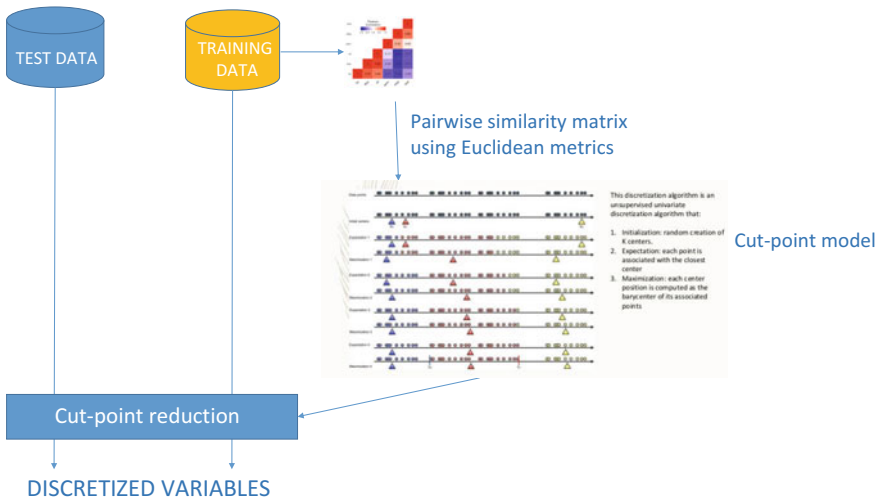 TEST DATA
TRAINING
DATA
Pairwise similarity matrix
using Euclidean metrics
This discretization algorithm is an
unsupervised univariate
discretization algorithm that:
1. Initialization: random creation of
K centers.
2. Expectation: each point is
associated with the closest
center
3. Maximization: each center
position is computed as the
barycenter of its associated
points
Cut-point model
Cut-point reduction
DISCRETIZED VARIABLES